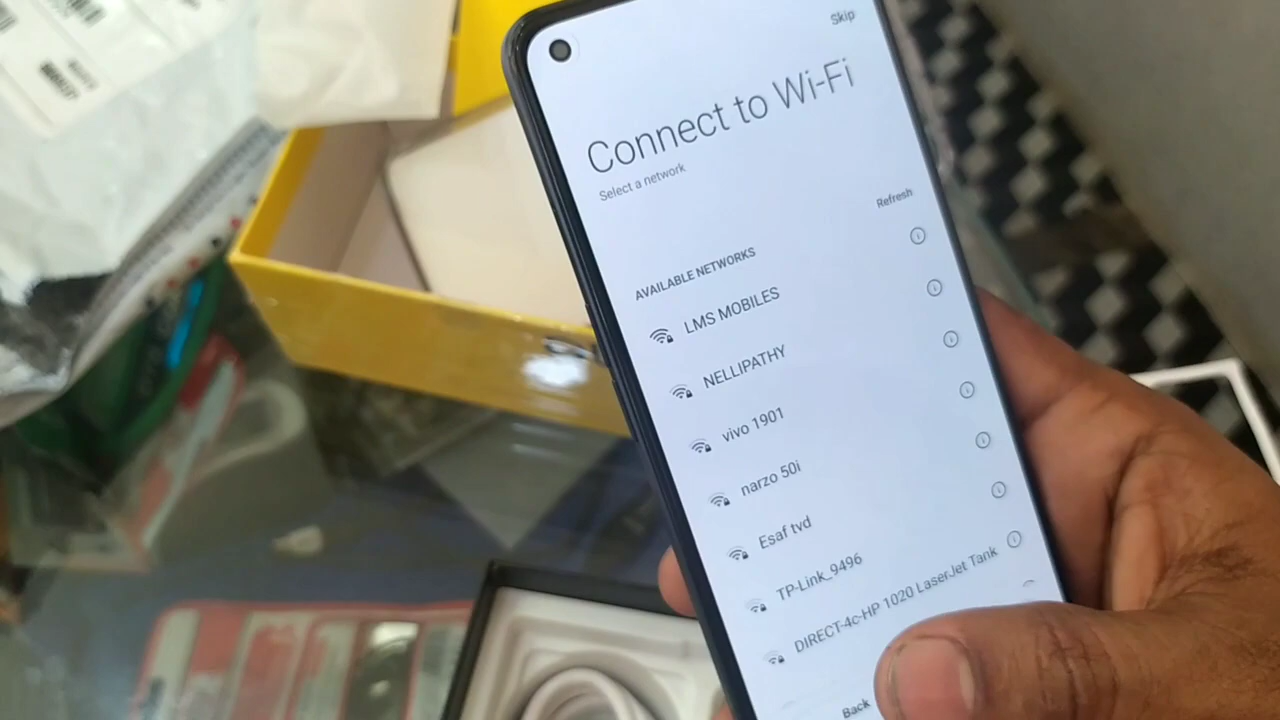 Skip
Connect to Wi-Fi
Select a network
Refresh
AVAILABLE NETWORKS
LMS MOBILES
NELLIPATHY
vivo 1901
narzo 50i
Esaf tvd
TP-Link_9496
DIRECT-4c-HP 1020 LaserJet Tank
Back